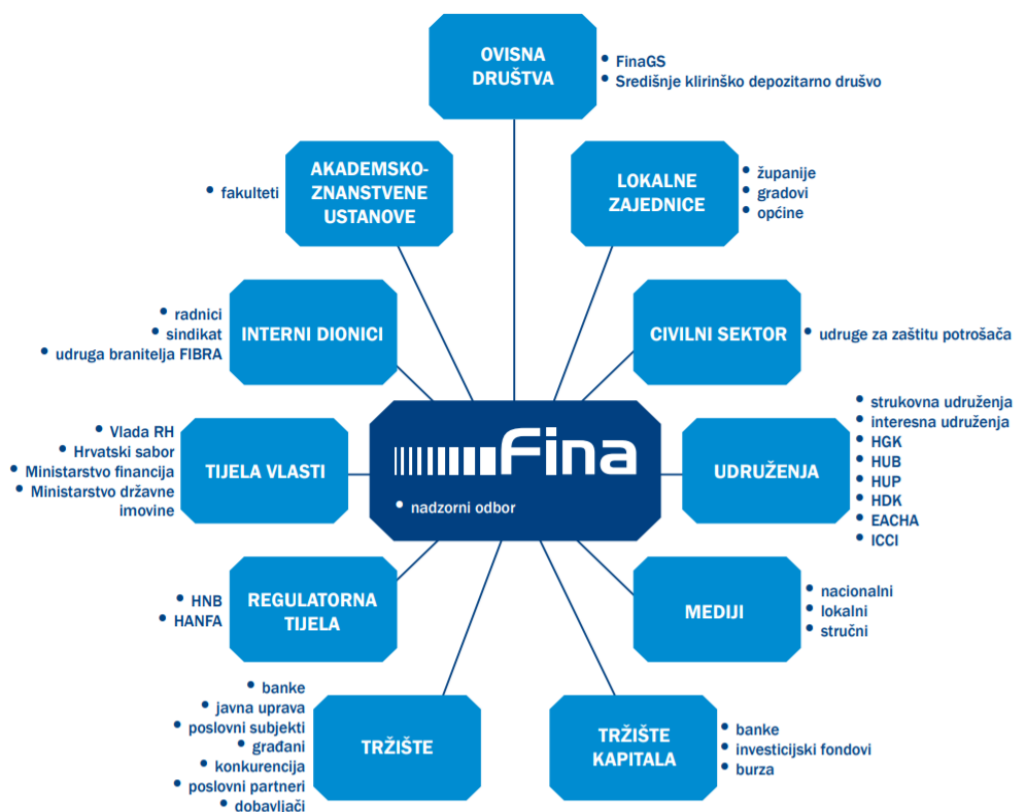 OVISNA
DRUŠTVA
• FinaGS
• Središnje klirinško depozitarno drušvo
AKADEMSKO-
ZNANSTVENE
USTANOVE
• fakulteti
LOKALNE
ZAJEDNICE
• županije
• gradovi
• općine
INTERNI DIONICI
• radnici
• sindikat
• udruga branitelja FIBRA
CIVILNI SEKTOR
• udruge za zaštitu potrošača
Fina
• nadzorni odbor
TIJELA VLASTI
• Vlada RH
• Hrvatski sabor
• Ministarstvo financija
• Ministarstvo državne
imovine
UDRUŽENJA
• strukovna udruženja
• interesna udruženja
• HGK
• HUB
• HUP
• HDK
• EACHA
• ICCI
REGULATORNA
TIJELA
• HNB
• HANFA
MEDIJI
• nacionalni
• lokalni
• stručni
TRŽIŠTE
• banke
• javna uprava
• poslovni subjekti
• građani
• konkurencija
• poslovni partneri
• dobavljači
TRŽIŠTE
KAPITALA
• banke
• investicijski fondovi
• burza